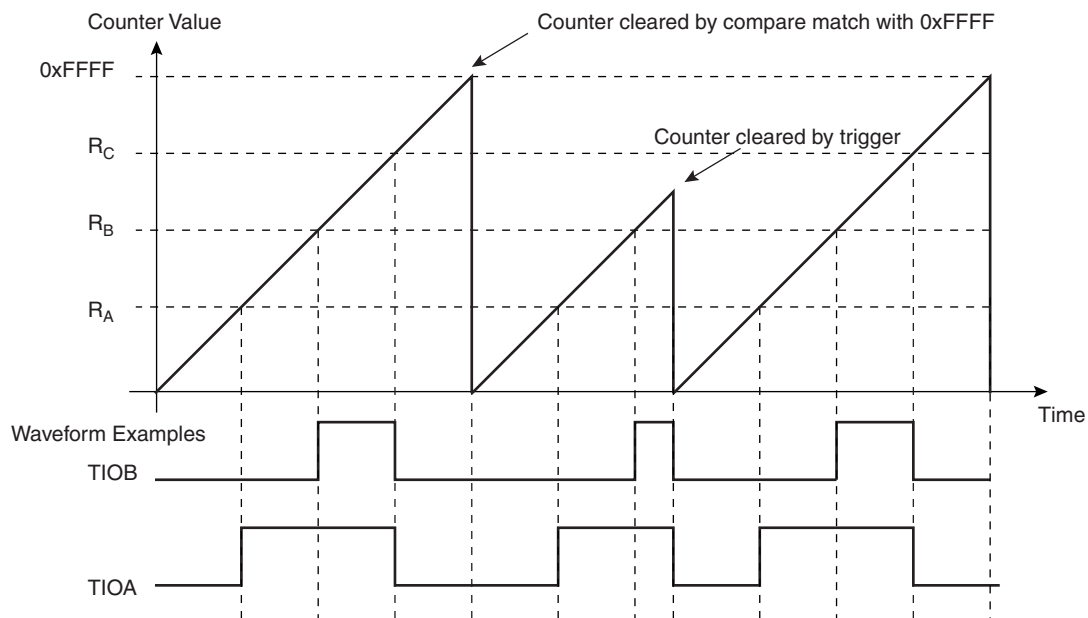 Counter Value
Counter cleared by compare match with 0xFFFF
0xFFFF
RC
Counter cleared by trigger
RB
RA
Time
Waveform Examples
TIOB
TIOA